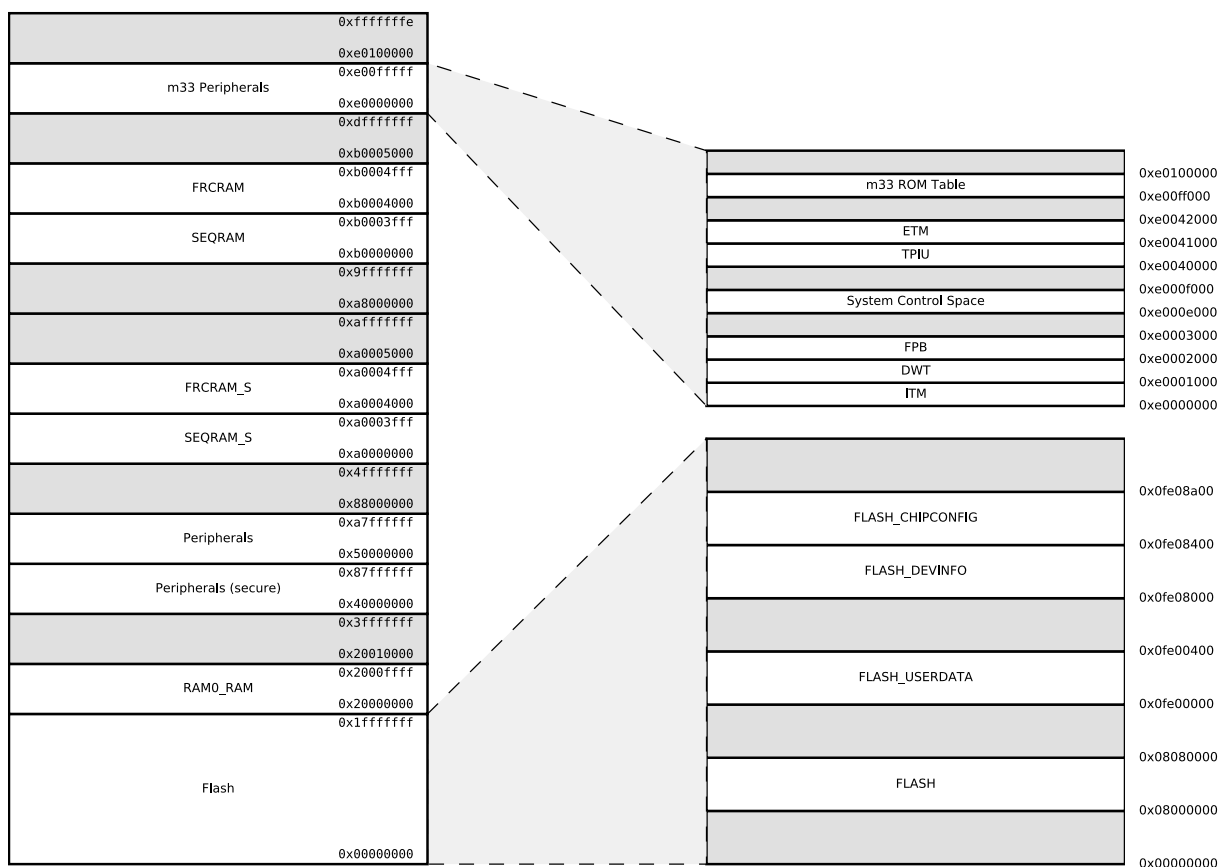 0xfffffffe
0xe0100000
0xe00fffff
m33 Peripherals
0xe0000000
0xdfffffff
0xb0005000
0xb0004fff
FRCRAM
0xb0004000
0xb0003fff
SEQRAM
0xb0000000
0x9fffffff
0xa8000000
0xafffffff
0xa0005000
0xa0004fff
FRCRAM_S
0xa0004000
0xa0003fff
SEQRAM_S
0xa0000000
0x4fffffff
0x88000000
0xa7ffffff
Peripherals
0x50000000
0x87ffffff
Peripherals (secure)
0x40000000
0x3fffffff
0x20010000
0x2000ffff
RAM0_RAM
0x20000000
0x1fffffff
Flash
0x00000000
0xe0100000
m33 ROM Table
0xe00ff000
0xe0042000
ETM
0xe0041000
TPIU
0xe0040000
0xe000f000
System Control Space
0xe000e000
0xe0003000
FPB
0xe0002000
DWT
0xe0001000
ITM
0xe0000000
0x0fe08a00
FLASH_CHIPCONFIG
0x0fe08400
FLASH_DEVINFO
0x0fe08000
0x0fe00400
FLASH_USERDATA
0x0fe00000
0x08080000
FLASH
0x08000000
0x00000000